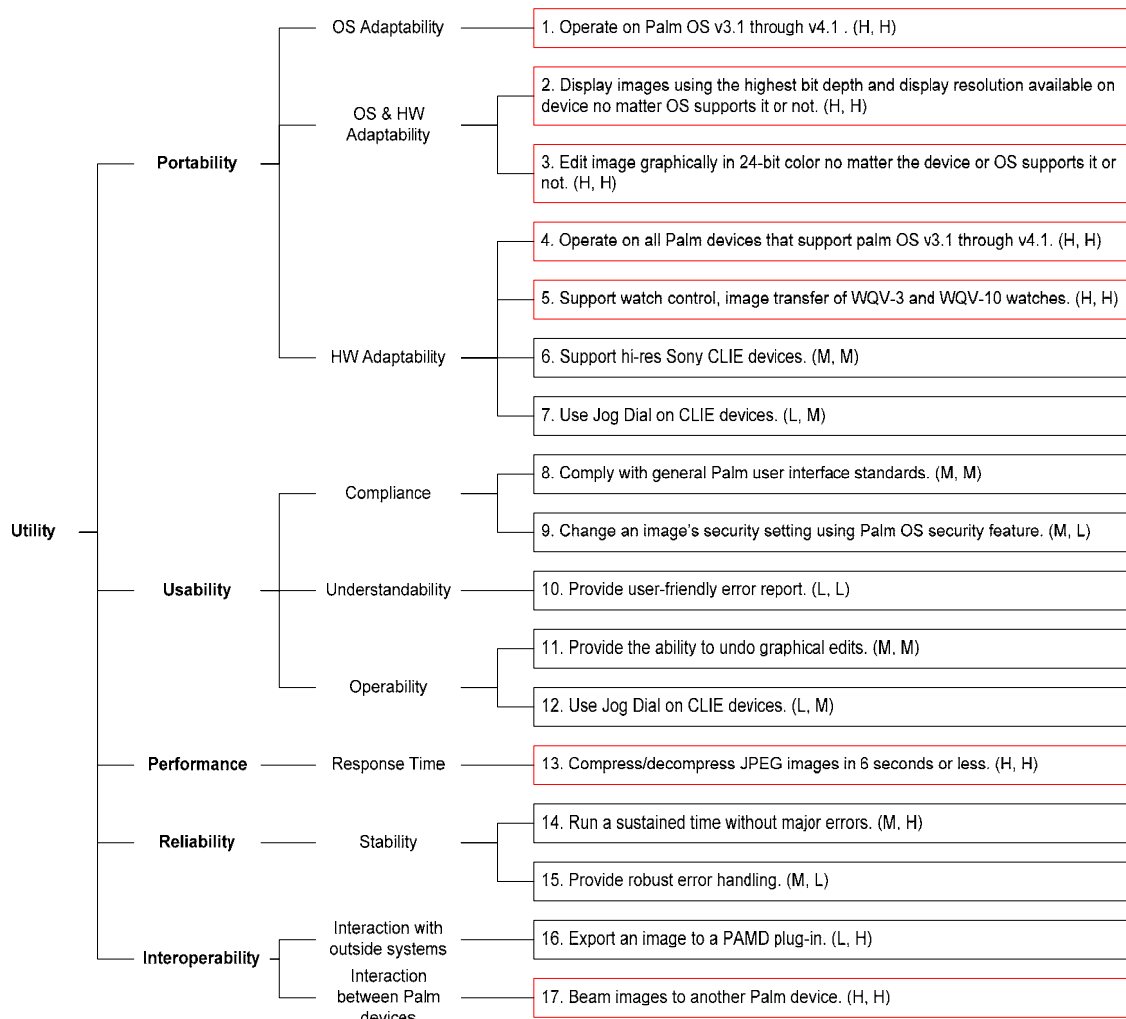 OS Adaptability
1. Operate on Palm OS v3.1 through v4.1 . (H, H)
2. Display images using the highest bit depth and display resolution available on
device no matter OS supports it or not. (H, H)
OS & HW
Adaptability
Portability
3. Edit image graphically in 24-bit color no matter the device or OS supports it or
not. (H, H)
4. Operate on all Palm devices that support palm OS v3.1 through v4.1. (H, H)
5. Support watch control, image transfer of WQV-3 and WQV-10 watches. (H, H)
HW Adaptability
6. Support hi-res Sony CLIE devices. (M, M)
7. Use Jog Dial on CLIE devices. (L, M)
8. Comply with general Palm user interface standards. (M, M)
Compliance
Utility
9. Change an image's security setting using Palm OS security feature. (M, L)
Usability
Understandability
10. Provide user-friendly error report. (L, L)
11. Provide the ability to undo graphical edits. (M, M)
Operability
12. Use Jog Dial on CLIE devices. (L, M)
Performance
Response Time
13. Compress/decompress JPEG images in 6 seconds or less. (H, H)
14. Run a sustained time without major errors. (M, H)
Reliability
Stability
15. Provide robust error handling. (M, L)
Interaction with
outside systems
16. Export an image to a PAMD plug-in. (L, H)
Interoperability
Interaction
between Palm
devices
17. Beam images to another Palm device. (H, H)